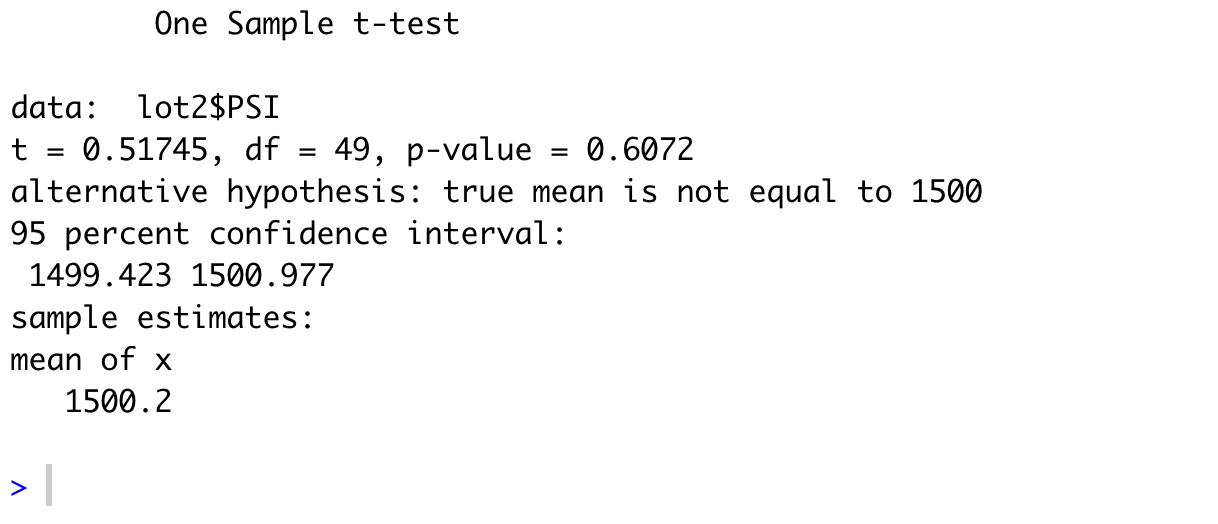 One Sample t-test
data:  lot2$PSI
t = 0.51745, df = 49, p-value = 0.6072
alternative hypothesis: true mean is not equal to 1500
95 percent confidence interval:
1499.423 1500.977
sample estimates:
mean of x
1500.2
>